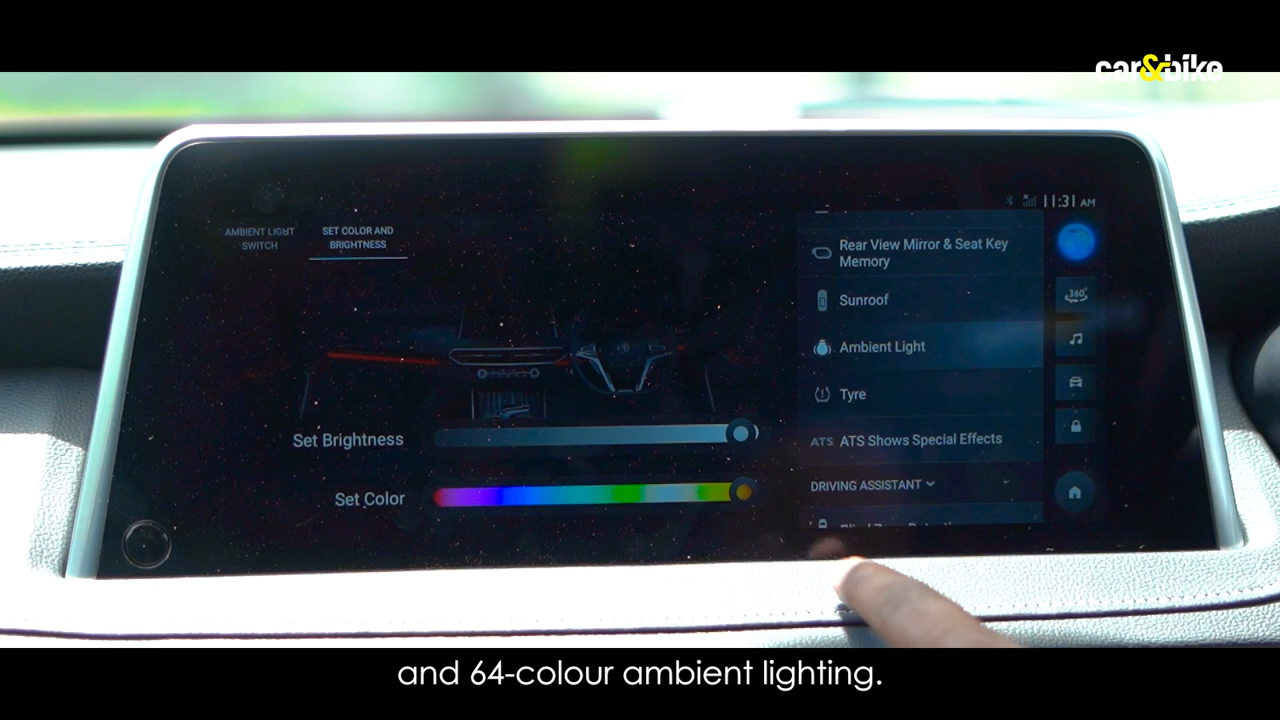 car&bike
11:31 AM
AMBIENT LIGHT
SWITCH
SET COLOR AND
BRIGHTNESS
Rear View Mirror & Seat Key
Memory
360°
Sunroof
Ambient Light
Tyre
Set Brightness
ATS ATS Shows Special Effects
DRIVING ASSISTANT
Set Color
and 64-colour ambient lighting.